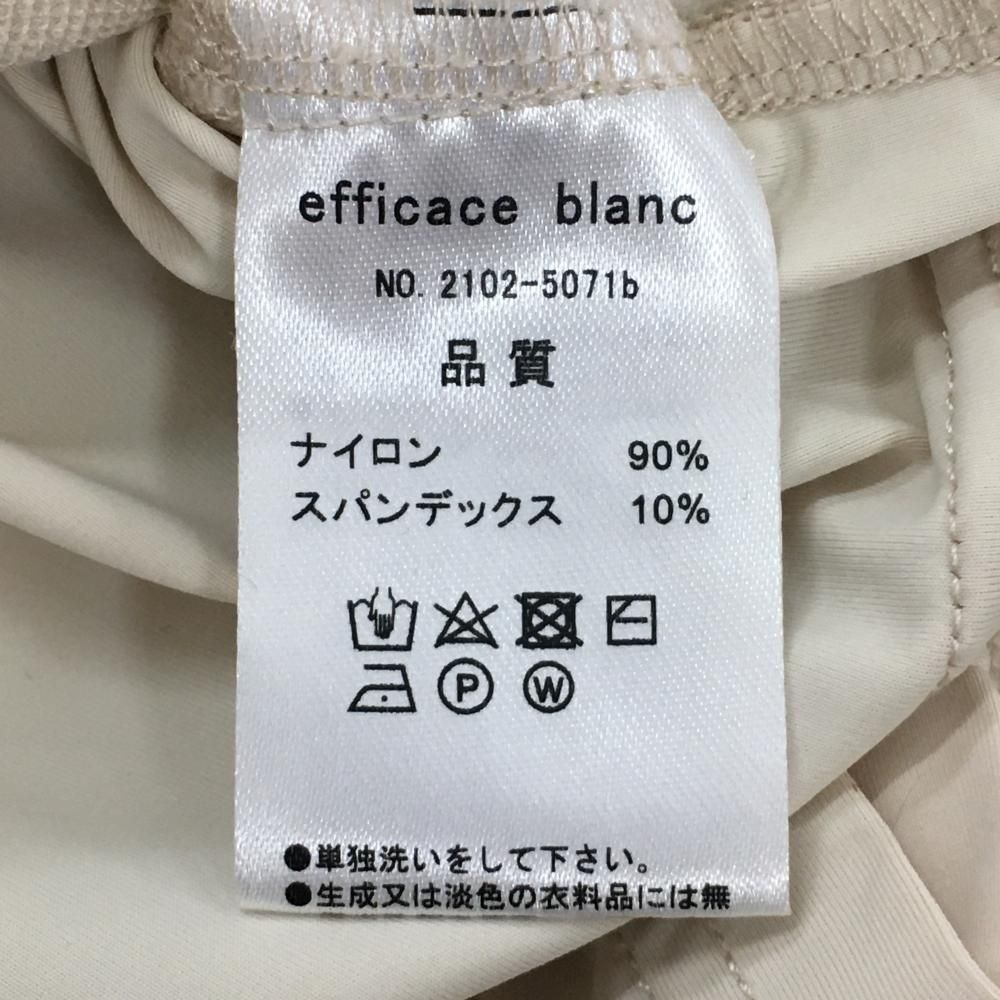 efficace blanc
NO. 2102-5071b
品質
ナイロン 90%
スパンデックス 10%
P W
●単独洗いをして下さい。
●生成又は淡色の衣料品には無